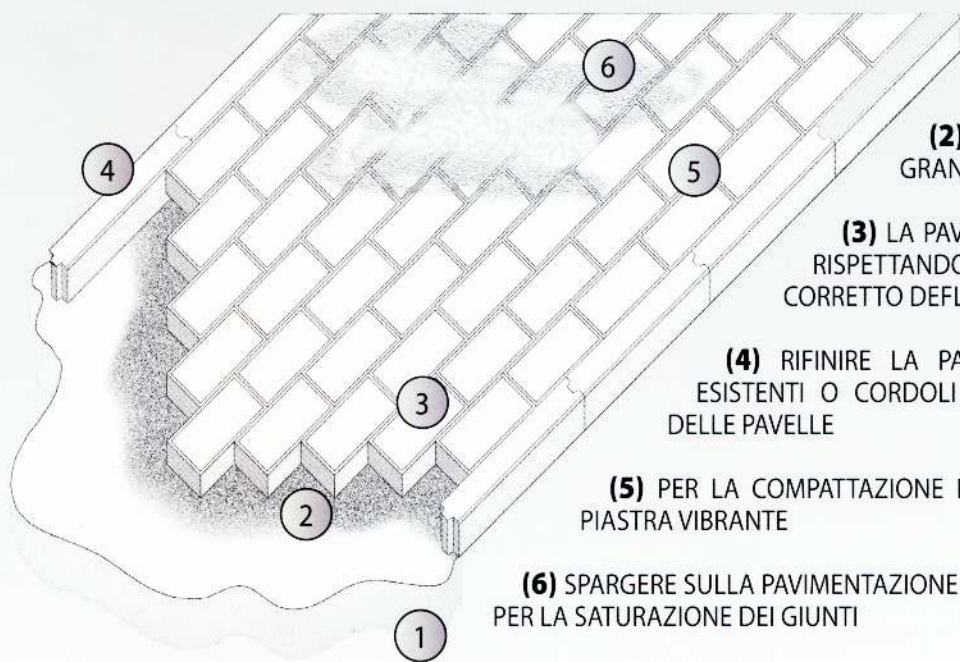 6
4
5
3
2
1
(2)
GRAN
(3) LA PAV
RISPETTANDO
CORRETTO DEFL
(4) RIFINIRE LA PA
ESISTENTI O CORDOLI
DELLE PAVELLE
(5) PER LA COMPATTAZIONE
PIASTRA VIBRANTE
(6) SPARGERE SULLA PAVIMENTAZIONE
PER LA SATURAZIONE DEI GIUNTI